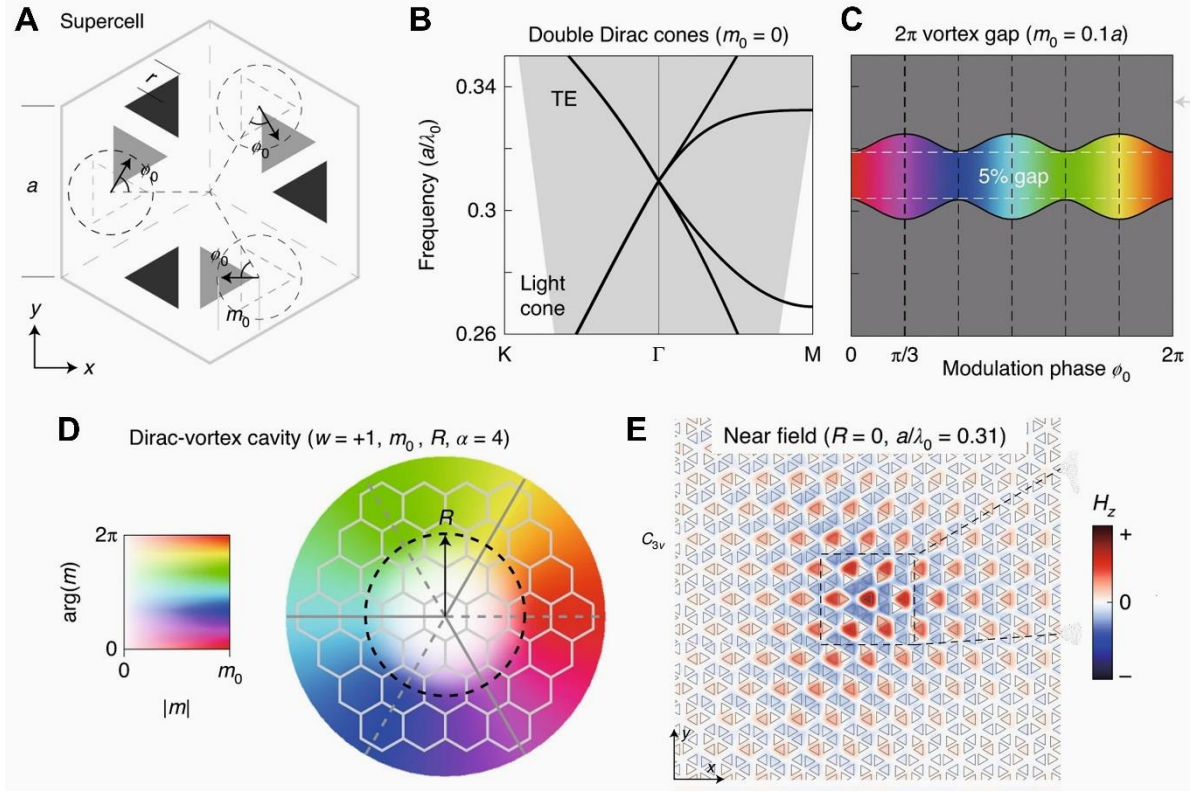 A
Supercell
r
ϕ₀
ϕ₀
a
ϕ₀
m₀
y
x
B
Double Dirac cones (m₀ = 0)
0.34
TE
Frequency (a/λ₀)
0.3
Light
cone
0.26
K
Γ
M
C
2π vortex gap (m₀ = 0.1a)
5% gap
0
π/3
2π
Modulation phase ϕ₀
D
Dirac-vortex cavity (w = +1, m₀, R, α = 4)
R
2π
arg(m)
0
0
m₀
|m|
E
Near field (R = 0, a/λ₀ = 0.31)
C₃ᵥ
H_z
+
0
−
y
x